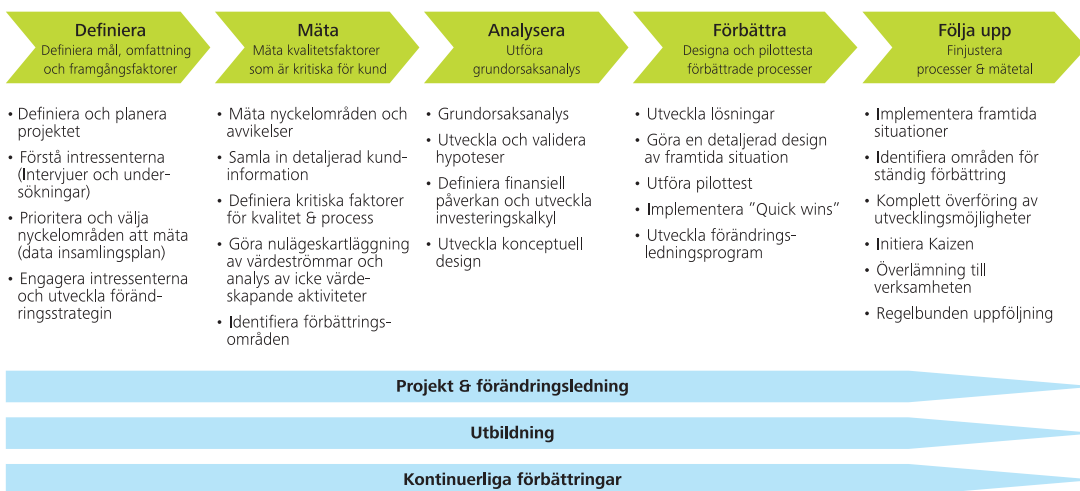 Definiera
Definiera mål, omfattning
och framgångsfaktorer
Mäta
Mäta kvalitetsfaktorer
som är kritiska för kund
Analysera
Utföra
grundorsaksanalys
Förbättra
Designa och pilottesta
förbättrade processer
Följa upp
Finjustera
processer & mätetal
• Definiera och planera
projektet
• Förstå intressenterna
(Intervjuer och under-
sökningar)
• Prioritera och välja
nyckelområden att mäta
(data insamlingsplan)
• Engagera intressenterna
och utveckla föränd-
ringsstrategin
• Mäta nyckelområden och
avvikelser
• Samla in detaljerad kund-
information
• Definiera kritiska faktorer
för kvalitet & process
• Göra nulägeskartläggning
av värdeströmmar och
analys av icke värde-
skapande aktiviteter
• Identifiera förbättrings-
områden
• Grundorsaksanalys
• Utveckla och validera
hypoteser
• Definiera finansiell
påverkan och utveckla
investeringskalkyl
• Utveckla konceptuell
design
• Utveckla lösningar
• Göra en detaljerad design
av framtida situation
• Utföra pilottest
• Implementera ”Quick wins”
• Utveckla förändrings-
ledningsprogram
• Implementera framtida
situationer
• Identifiera områden för
ständig förbättring
• Komplett överföring av
utvecklingsmöjligheter
• Initiera Kaizen
• Överlämning till
verksamheten
• Regelbunden uppföljning
Projekt & förändringsledning
Utbildning
Kontinuerliga förbättringar